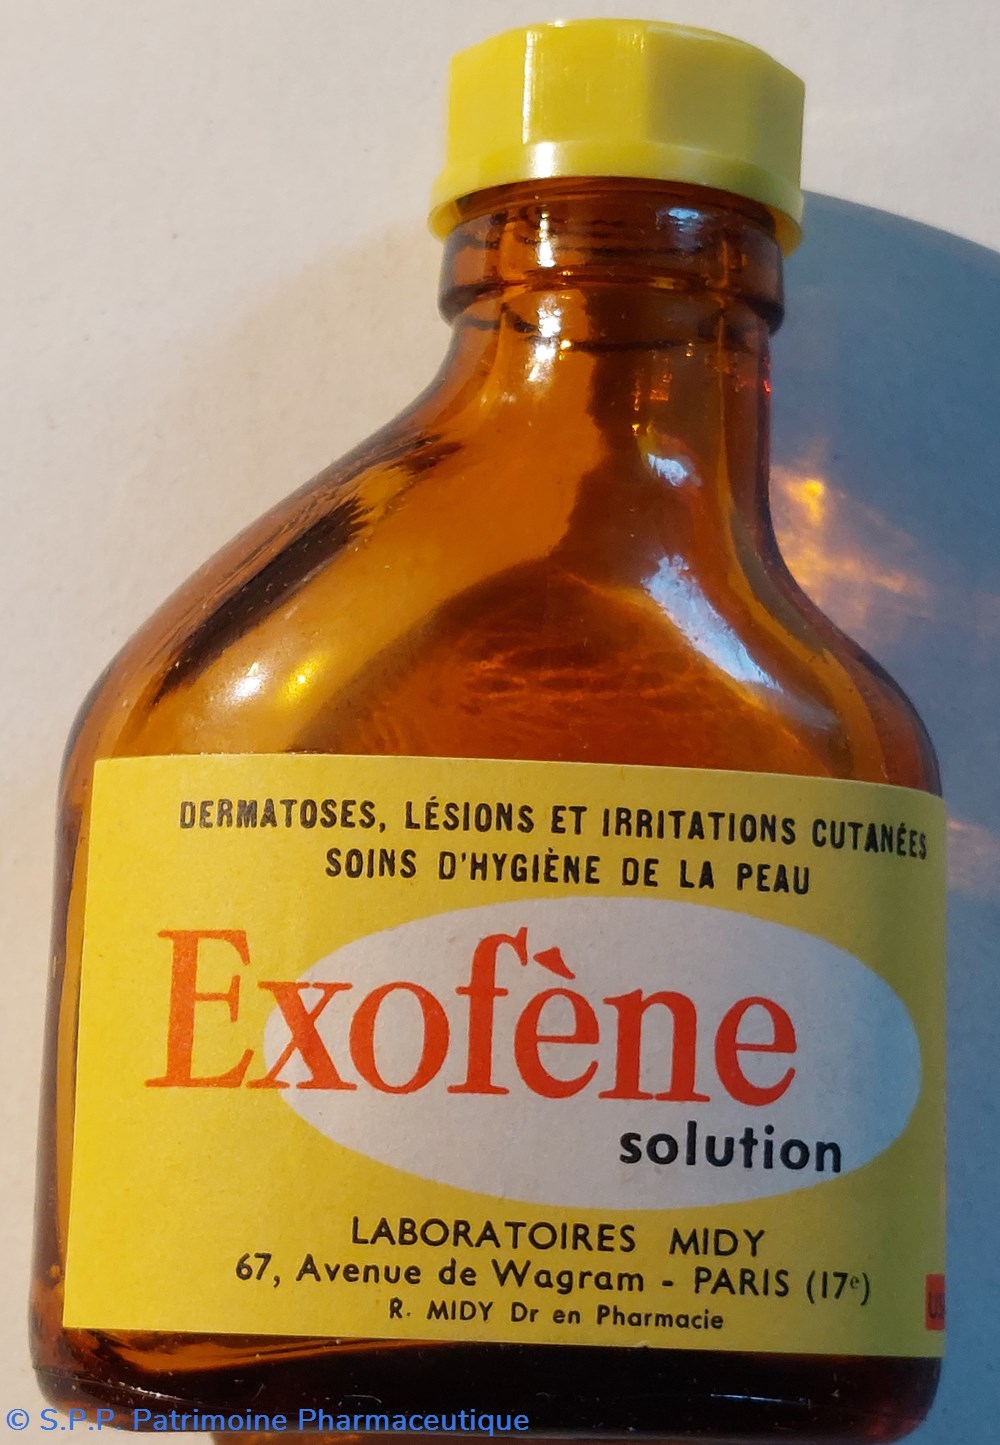 DERMATOSES, LÉSIONS ET IRRITATIONS CUTANÉES
SOINS D'HYGIÈNE DE LA PEAU
Exofène
solution
LABORATOIRES MIDY
67, Avenue de Wagram - PARIS (17e)
R. MIDY Dr en Pharmacie
© S.P.P. Patrimoine Pharmaceutique